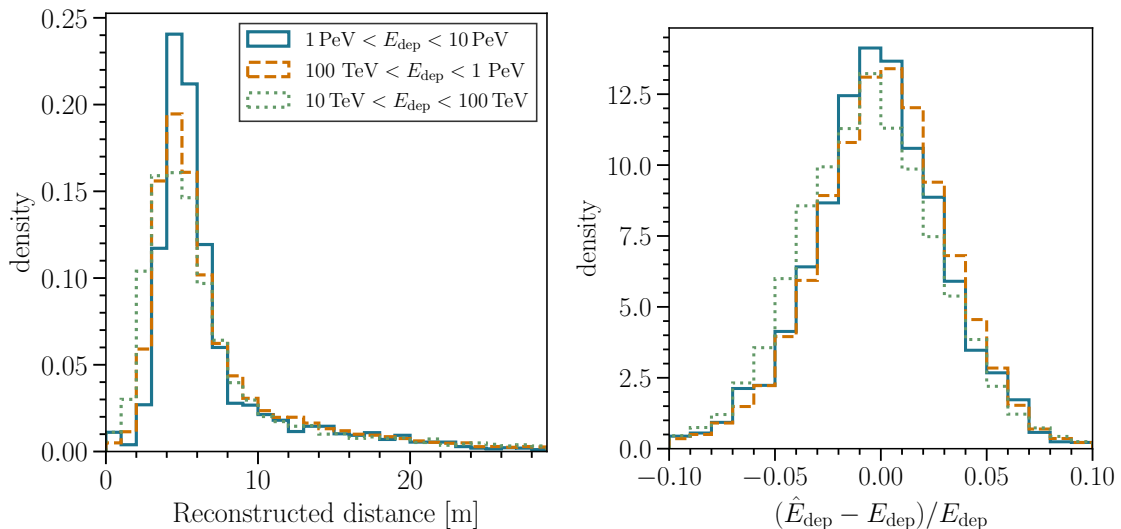 0.25
0.20
0.15
0.10
0.05
0.00
density
0
10
20
Reconstructed distance [m]
1 PeV < E_dep < 10 PeV
100 TeV < E_dep < 1 PeV
10 TeV < E_dep < 100 TeV
12.5
10.0
7.5
5.0
2.5
0.0
density
−0.10
−0.05
0.00
0.05
0.10
(Ê_dep − E_dep)/E_dep